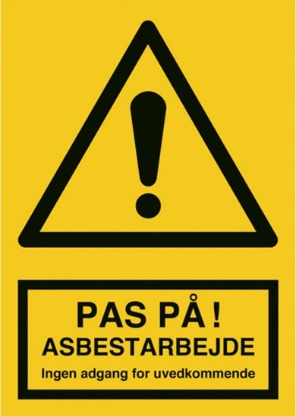 PAS PÅ!
ASBESTARBEJDE
Ingen adgang for uvedkommende